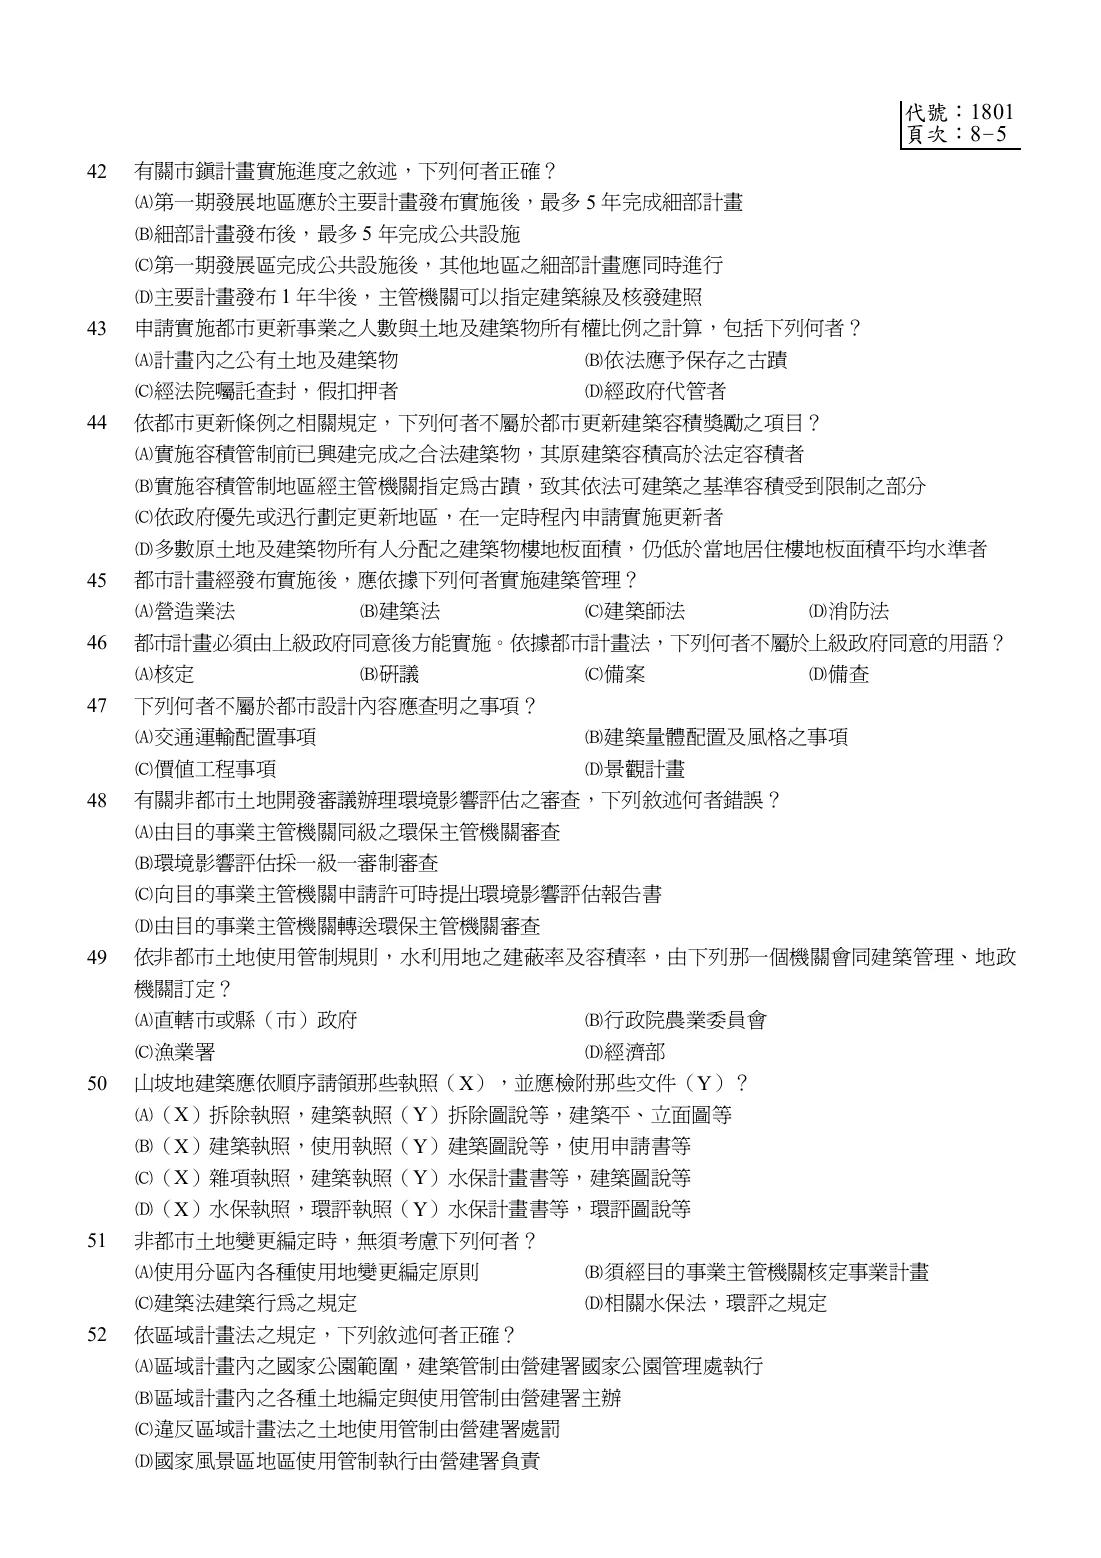 代號：1801
頁次：8－5
42 有關市鎮計畫實施進度之敘述，下列何者正確？
(A)第一期發展地區應於主要計畫發布實施後，最多 5 年完成細部計畫
(B)細部計畫發布後，最多 5 年完成公共設施
(C)第一期發展區完成公共設施後，其他地區之細部計畫應同時進行
(D)主要計畫發布 1 年半後，主管機關可以指定建築線及核發建照
43 申請實施都市更新事業之人數與土地及建築物所有權比例之計算，包括下列何者？
(A)計畫內之公有土地及建築物 (B)依法應予保存之古蹟
(C)經法院囑託查封，假扣押者 (D)經政府代管者
44 依都市更新條例之相關規定，下列何者不屬於都市更新建築容積獎勵之項目？
(A)實施容積管制前已興建完成之合法建築物，其原建築容積高於法定容積者
(B)實施容積管制地區經主管機關指定為古蹟，致其依法可建築之基準容積受到限制之部分
(C)依政府優先或迅行劃定更新地區，在一定時程內申請實施更新者
(D)多數原土地及建築物所有人分配之建築物樓地板面積，仍低於當地居住樓地板面積平均水準者
45 都市計畫經發布實施後，應依據下列何者實施建築管理？
(A)營造業法 (B)建築法 (C)建築師法 (D)消防法
46 都市計畫必須由上級政府同意後方能實施。依據都市計畫法，下列何者不屬於上級政府同意的用語？
(A)核定 (B)研議 (C)備案 (D)備查
47 下列何者不屬於都市設計內容應查明之事項？
(A)交通運輸配置事項 (B)建築量體配置及風格之事項
(C)價值工程事項 (D)景觀計畫
48 有關非都市土地開發審議辦理環境影響評估之審查，下列敘述何者錯誤？
(A)由目的事業主管機關同級之環保主管機關審查
(B)環境影響評估採一級一審制審查
(C)向目的事業主管機關申請許可時提出環境影響評估報告書
(D)由目的事業主管機關轉送環保主管機關審查
49 依非都市土地使用管制規則，水利用地之建蔽率及容積率，由下列那一個機關會同建築管理、地政
機關訂定？
(A)直轄市或縣（市）政府 (B)行政院農業委員會
(C)漁業署 (D)經濟部
50 山坡地建築應依順序請領那些執照（X），並應檢附那些文件（Y）？
(A)（X）拆除執照，建築執照（Y）拆除圖說等，建築平、立面圖等
(B)（X）建築執照，使用執照（Y）建築圖說等，使用申請書等
(C)（X）雜項執照，建築執照（Y）水保計畫書等，建築圖說等
(D)（X）水保執照，環評執照（Y）水保計畫書等，環評圖說等
51 非都市土地變更編定時，無須考慮下列何者？
(A)使用分區內各種使用地變更編定原則 (B)須經目的事業主管機關核定事業計畫
(C)建築法建築行為之規定 (D)相關水保法，環評之規定
52 依區域計畫法之規定，下列敘述何者正確？
(A)區域計畫內之國家公園範圍，建築管制由營建署國家公園管理處執行
(B)區域計畫內之各種土地編定與使用管制由營建署主辦
(C)違反區域計畫法之土地使用管制由營建署處罰
(D)國家風景區地區使用管制執行由營建署負責